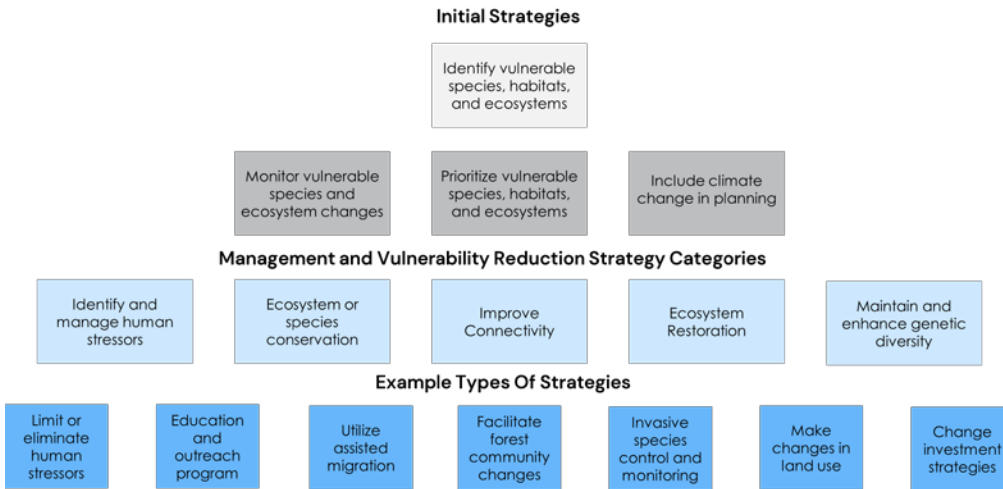 Initial Strategies
Identify vulnerable
species, habitats,
and ecosystems
Monitor vulnerable
species and
ecosystem changes
Prioritize vulnerable
species, habitats,
and ecosystems
Include climate
change in planning
Management and Vulnerability Reduction Strategy Categories
Identify and
manage human
stressors
Ecosystem or
species
conservation
Improve
Connectivity
Ecosystem
Restoration
Maintain and
enhance genetic
diversity
Example Types Of Strategies
Limit or
eliminate
human
stressors
Education
and
outreach
program
Utilize
assisted
migration
Facilitate
forest
community
changes
Invasive
species
control and
monitoring
Make
changes in
land use
Change
investment
strategies